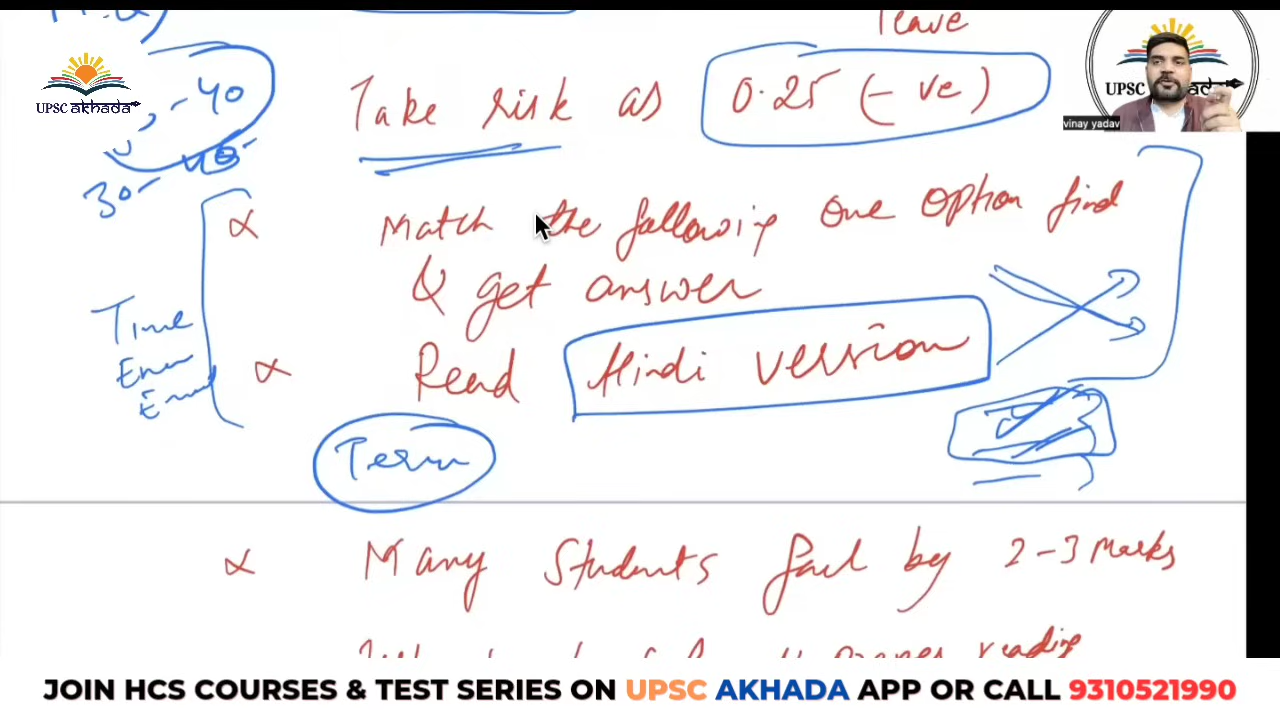 leave
UPSC akhada
, -40
30-
Take risk as 0.25 (- ve)
UPSC
vinay yadav
α Match the following one option find
& get answer
Time
α Read Hindi version
Term
α Many Students fail by 2-3 marks
reading
JOIN HCS COURSES & TEST SERIES ON UPSC AKHADA APP OR CALL 9310521990